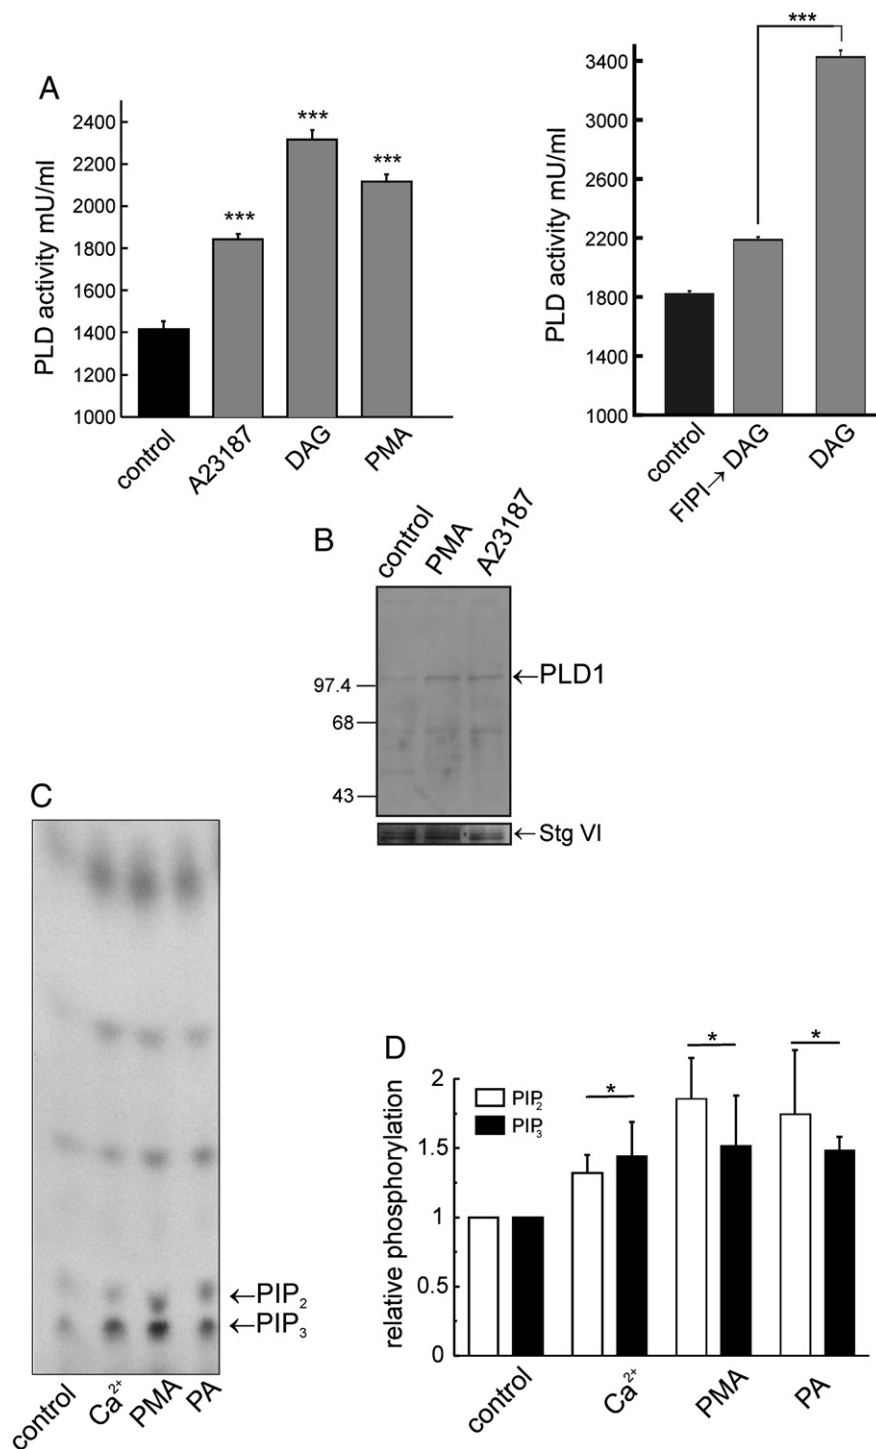 A
PLD activity mU/ml
2400
2200
2000
1800
1600
1400
1200
1000
***
***
***
control
A23187
DAG
PMA
PLD activity mU/ml
3400
3000
2600
2200
1800
1400
1000
***
control
FIPI→ DAG
DAG
B
control
PMA
A23187
97.4
68
43
←PLD1
←Stg VI
C
←PIP₂
←PIP₃
control
Ca²⁺
PMA
PA
D
relative phosphorylation
2
1.5
1
0.5
0
PIP₂
PIP₃
*
*
*
control
Ca²⁺
PMA
PA